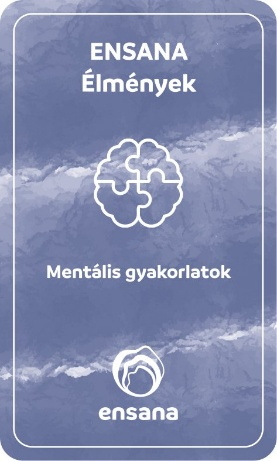 ENSANA
Élmények
Mentális gyakorlatok
ensana